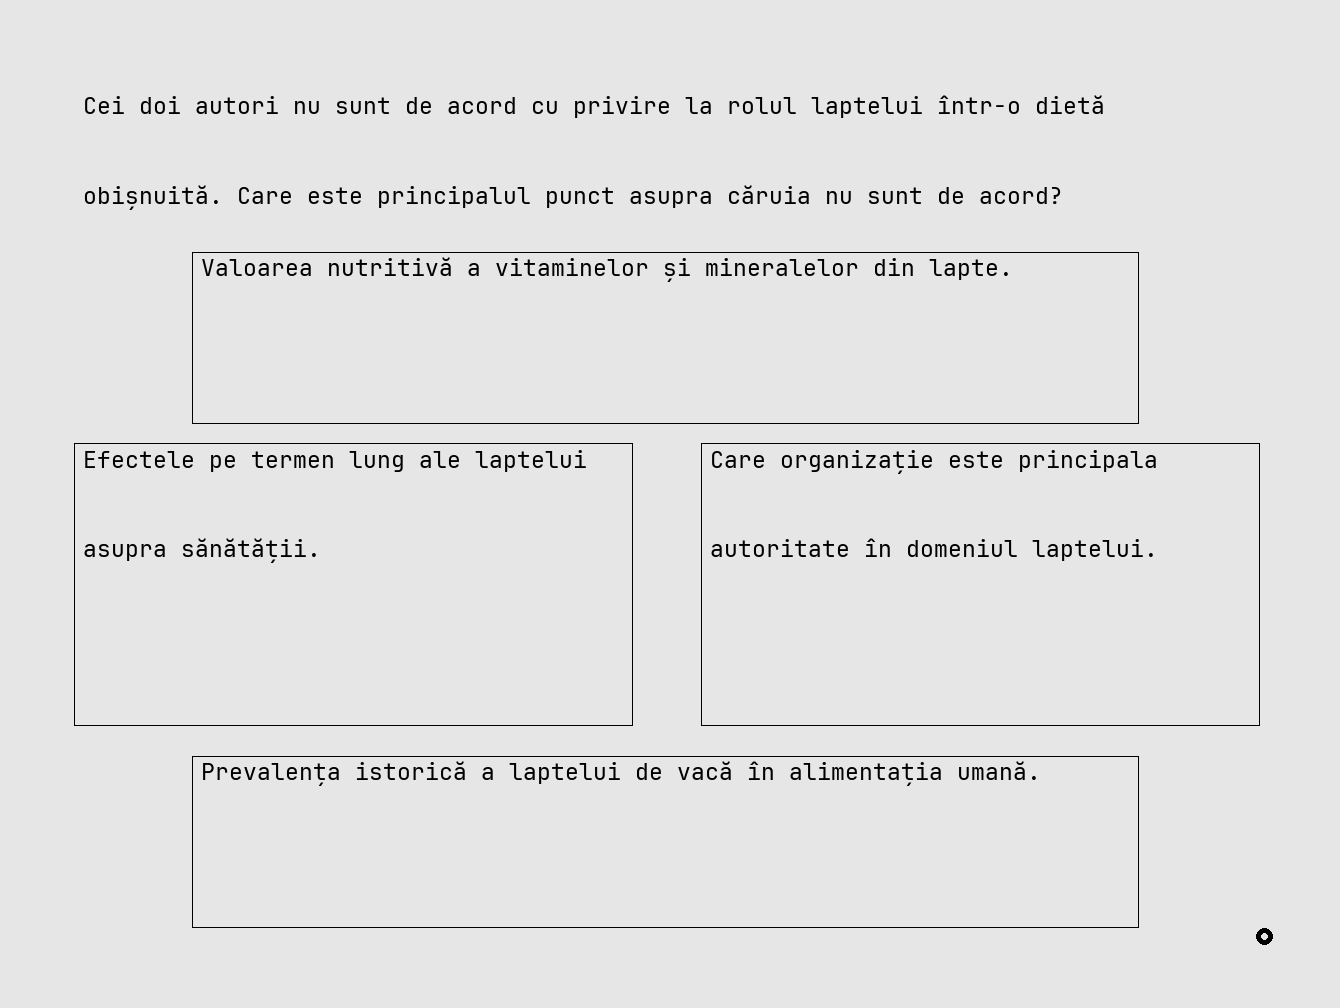 Cei doi autori nu sunt de acord cu privire la rolul laptelui într-o dietă
obișnuită. Care este principalul punct asupra căruia nu sunt de acord?
Valoarea nutritivă a vitaminelor și mineralelor din lapte.
Efectele pe termen lung ale laptelui
asupra sănătății.
Care organizație este principala
autoritate în domeniul laptelui.
Prevalența istorică a laptelui de vacă în alimentația umană.